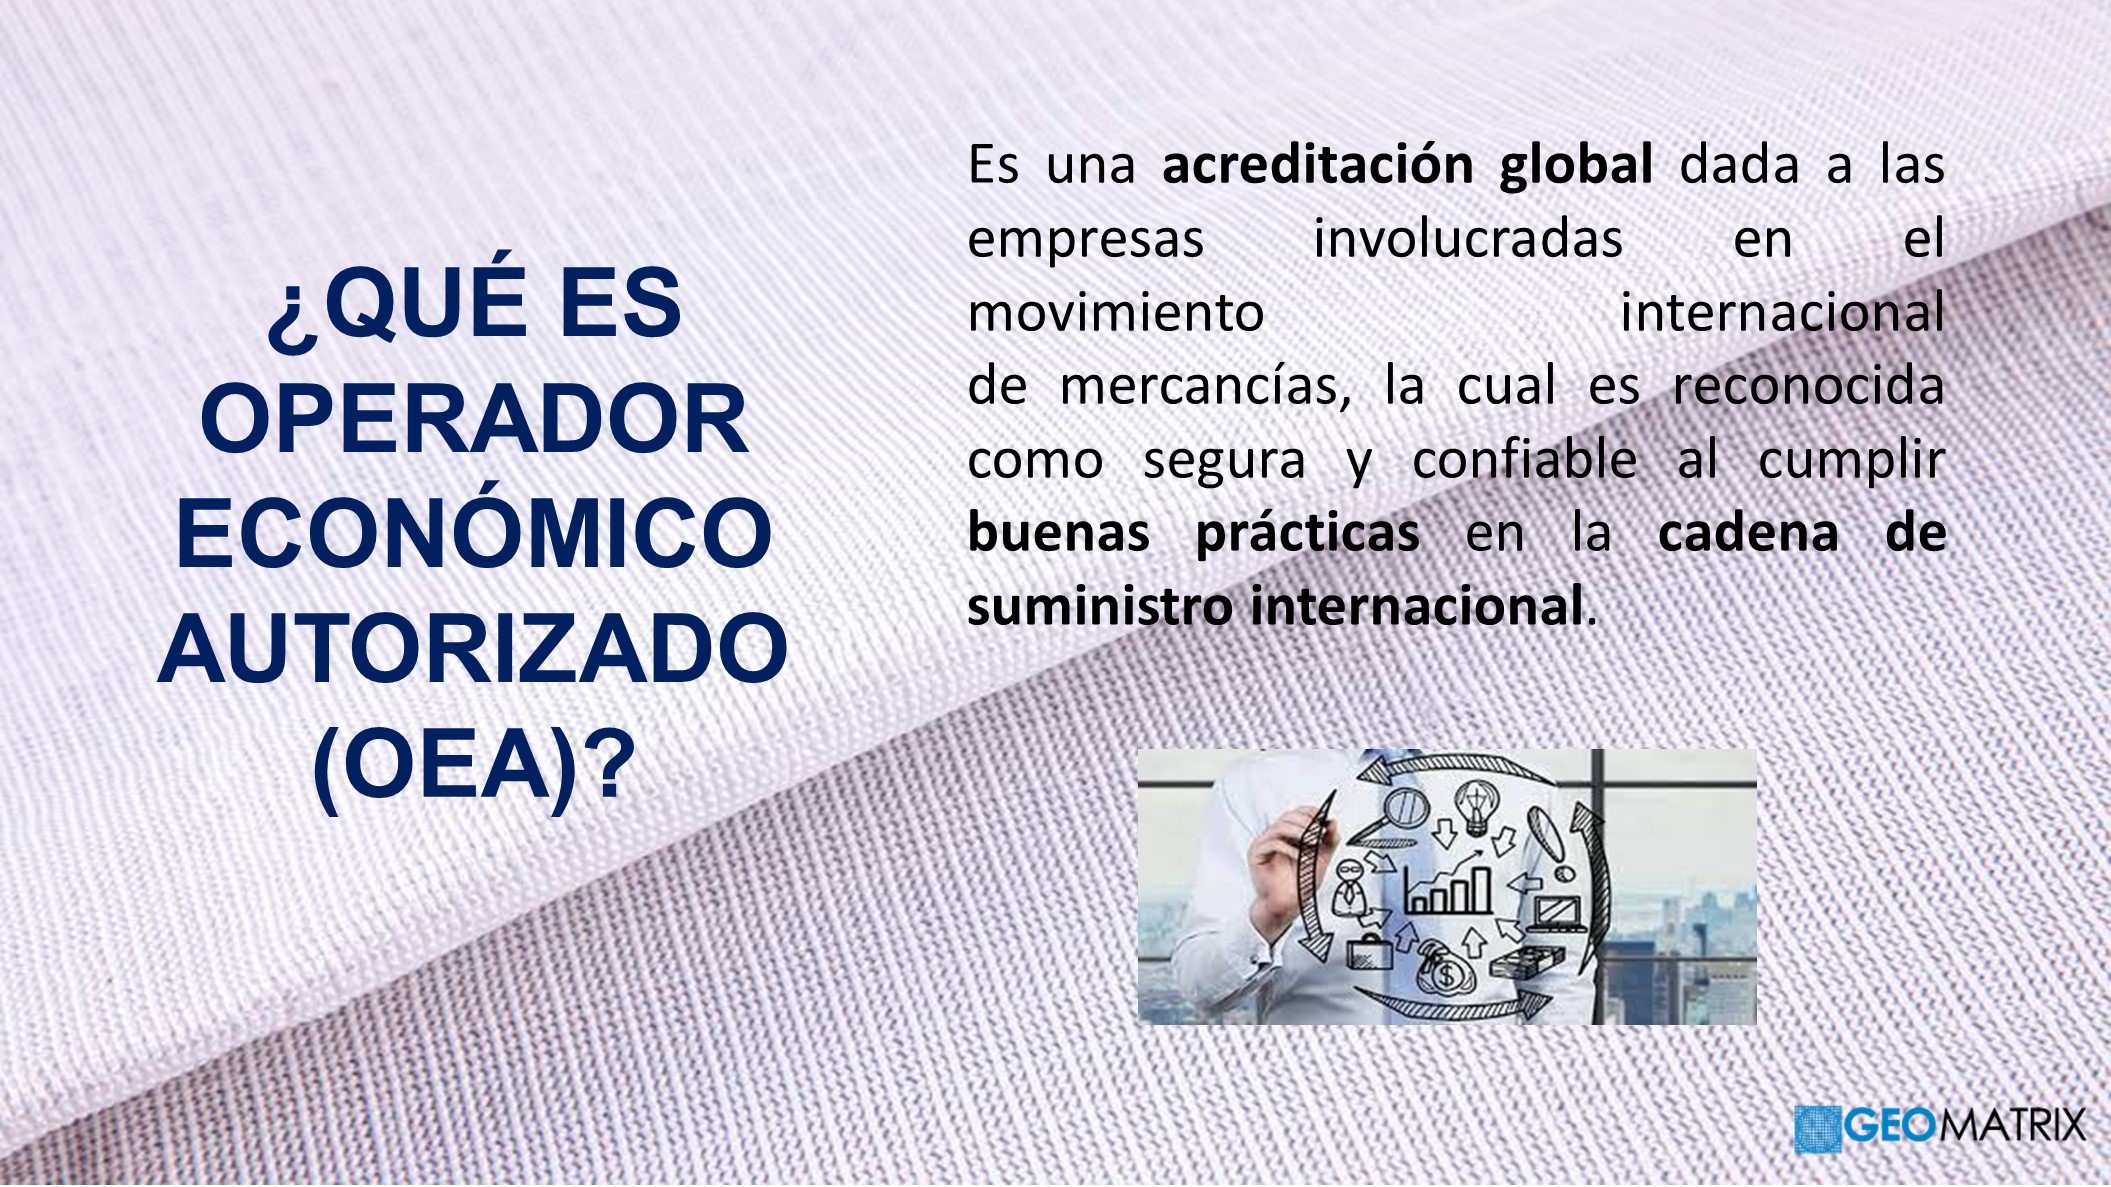 ¿QUÉ ES
OPERADOR
ECONÓMICO
AUTORIZADO
(OEA)?
Es una acreditación global dada a las
empresas involucradas en el
movimiento internacional
de mercancías, la cual es reconocida
como segura y confiable al cumplir
buenas prácticas en la cadena de
suministro internacional.
$
GEOMATRIX